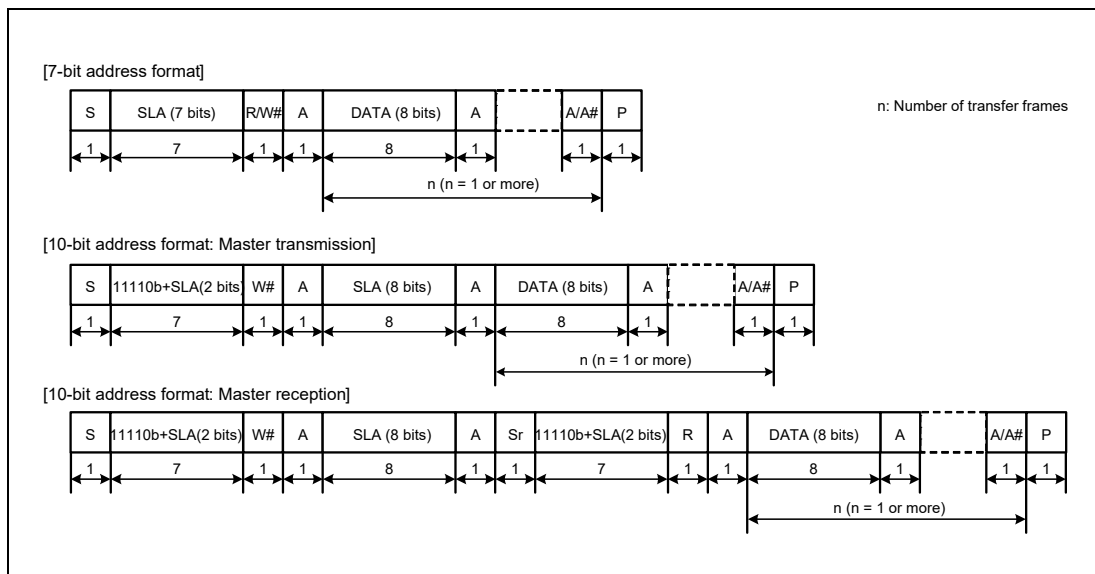 [7-bit address format]
n: Number of transfer frames
S SLA (7 bits) R/W# A DATA (8 bits) A A/A# P
1 7 1 1 8 1 1 1
n (n = 1 or more)
[10-bit address format: Master transmission]
S 11110b+SLA(2 bits) W# A SLA (8 bits) A DATA (8 bits) A A/A# P
1 7 1 1 8 1 8 1 1 1
n (n = 1 or more)
[10-bit address format: Master reception]
S 11110b+SLA(2 bits) W# A SLA (8 bits) A Sr 11110b+SLA(2 bits) R A DATA (8 bits) A A/A# P
1 7 1 1 8 1 1 7 1 1 8 1 1 1
n (n = 1 or more)